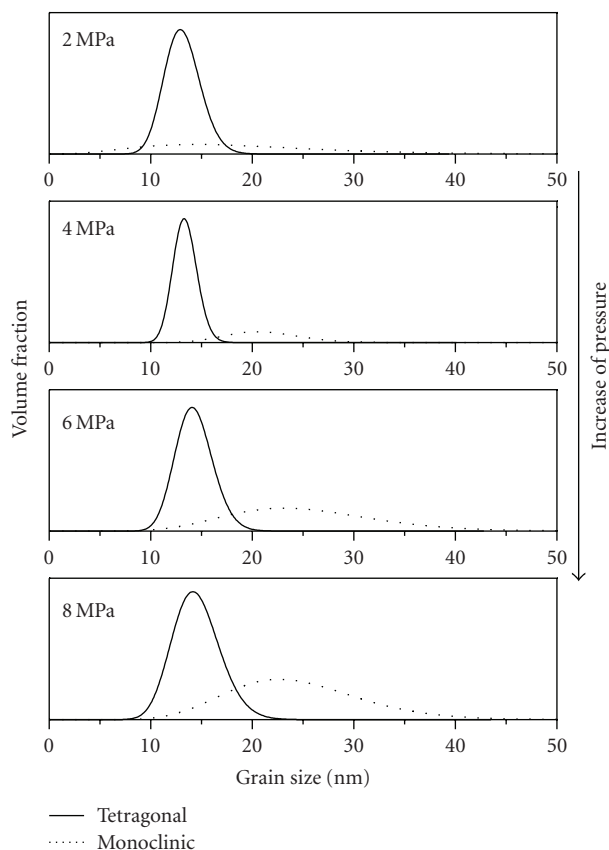 2 MPa
0 10 20 30 40 50
4 MPa
0 10 20 30 40 50
6 MPa
0 10 20 30 40 50
8 MPa
0 10 20 30 40 50
Volume fraction
Increase of pressure
Grain size (nm)
Tetragonal
Monoclinic